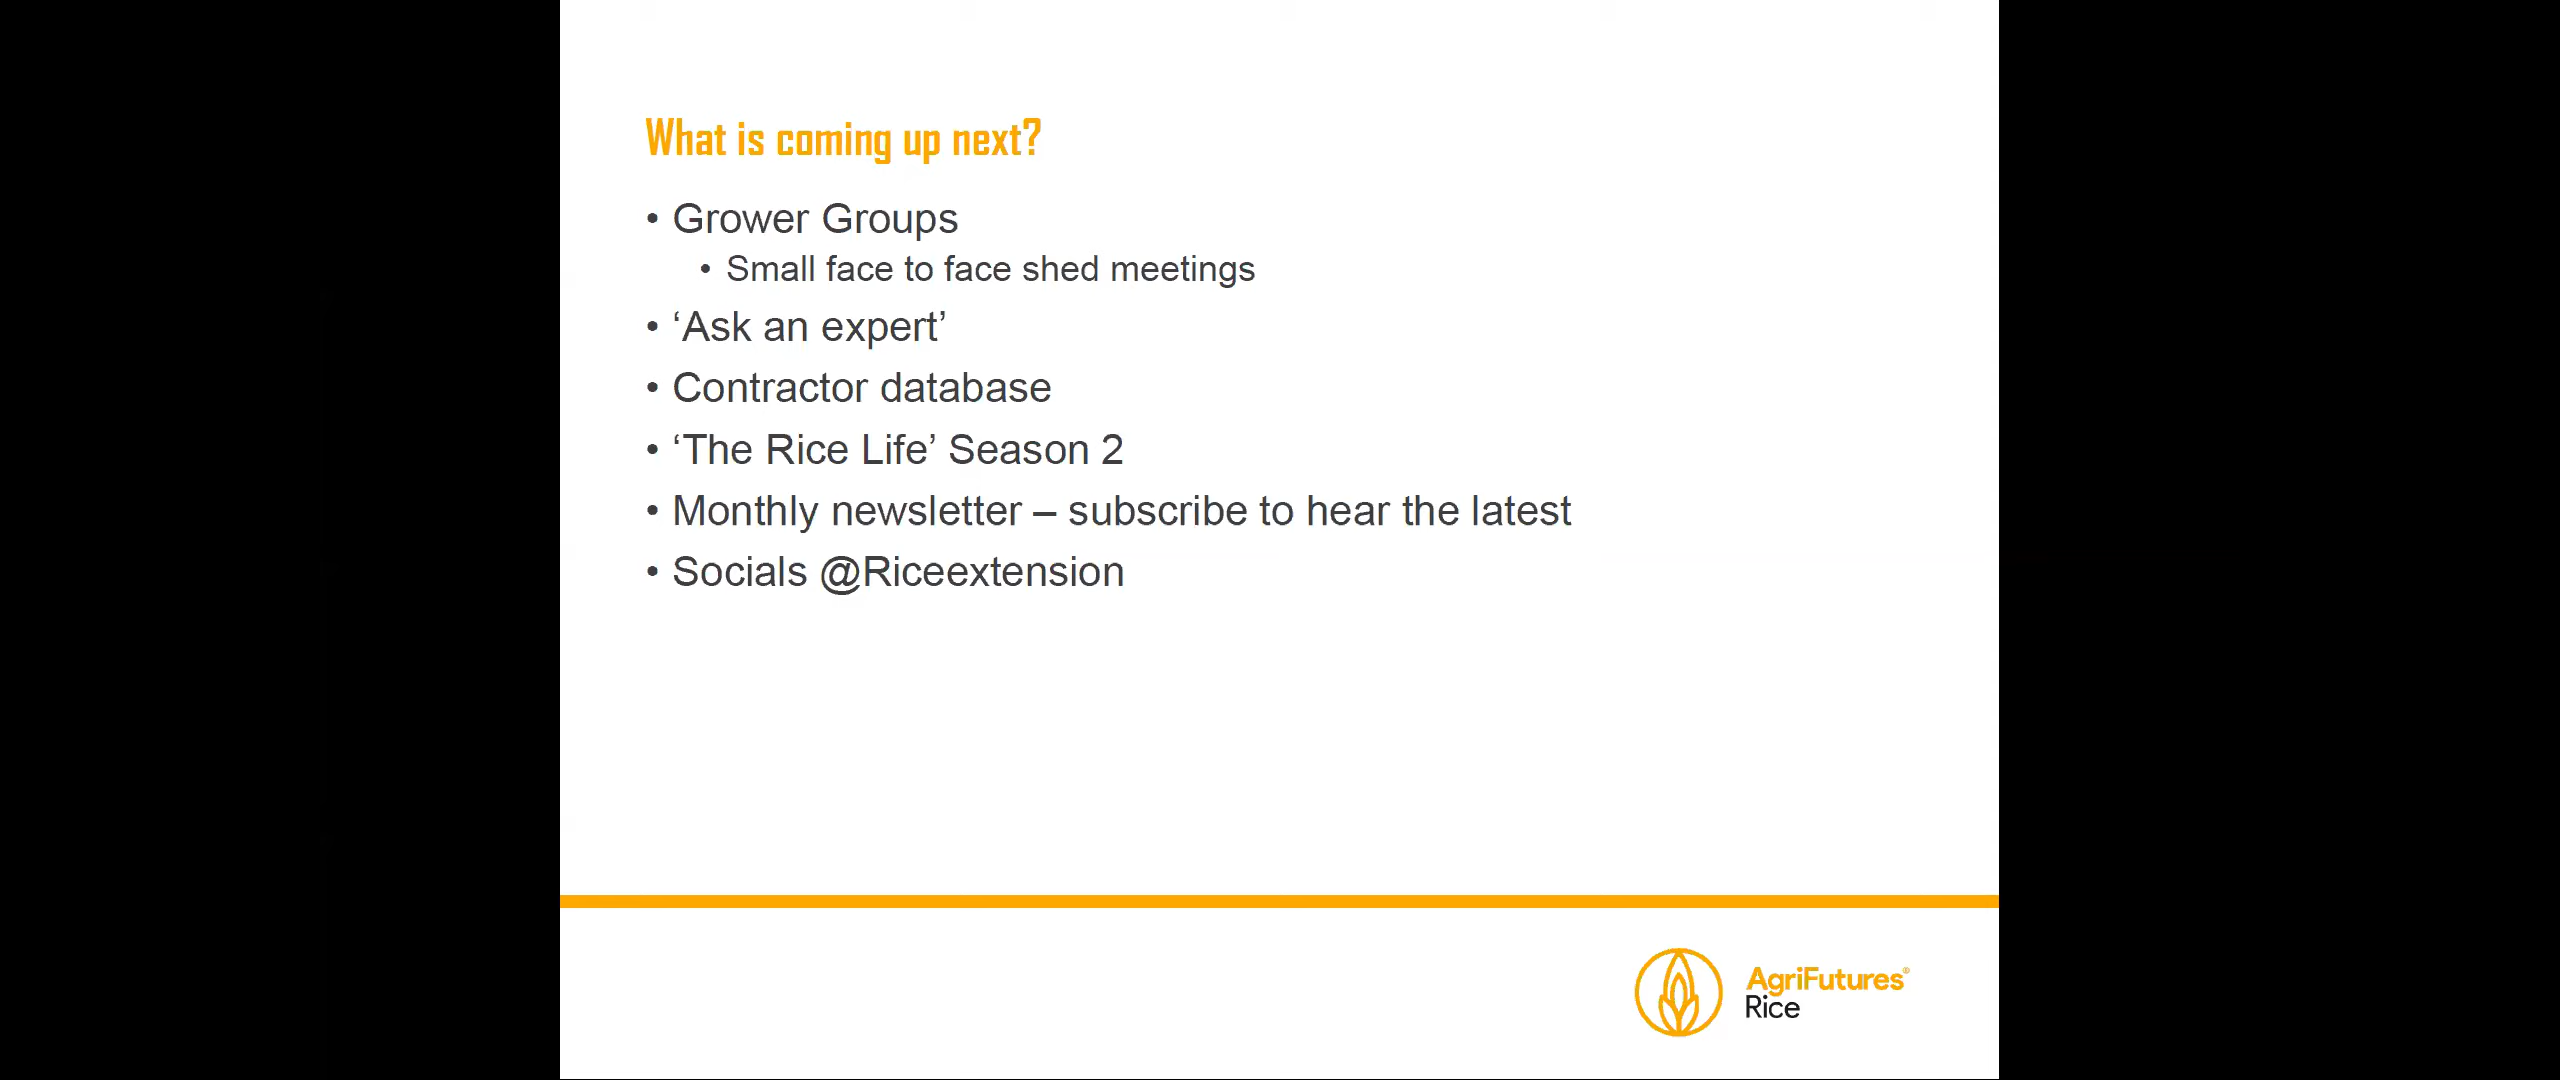 What is coming up next?
• Grower Groups
• Small face to face shed meetings
• ‘Ask an expert’
• Contractor database
• ‘The Rice Life’ Season 2
• Monthly newsletter – subscribe to hear the latest
• Socials @Riceextension
AgriFutures®
Rice